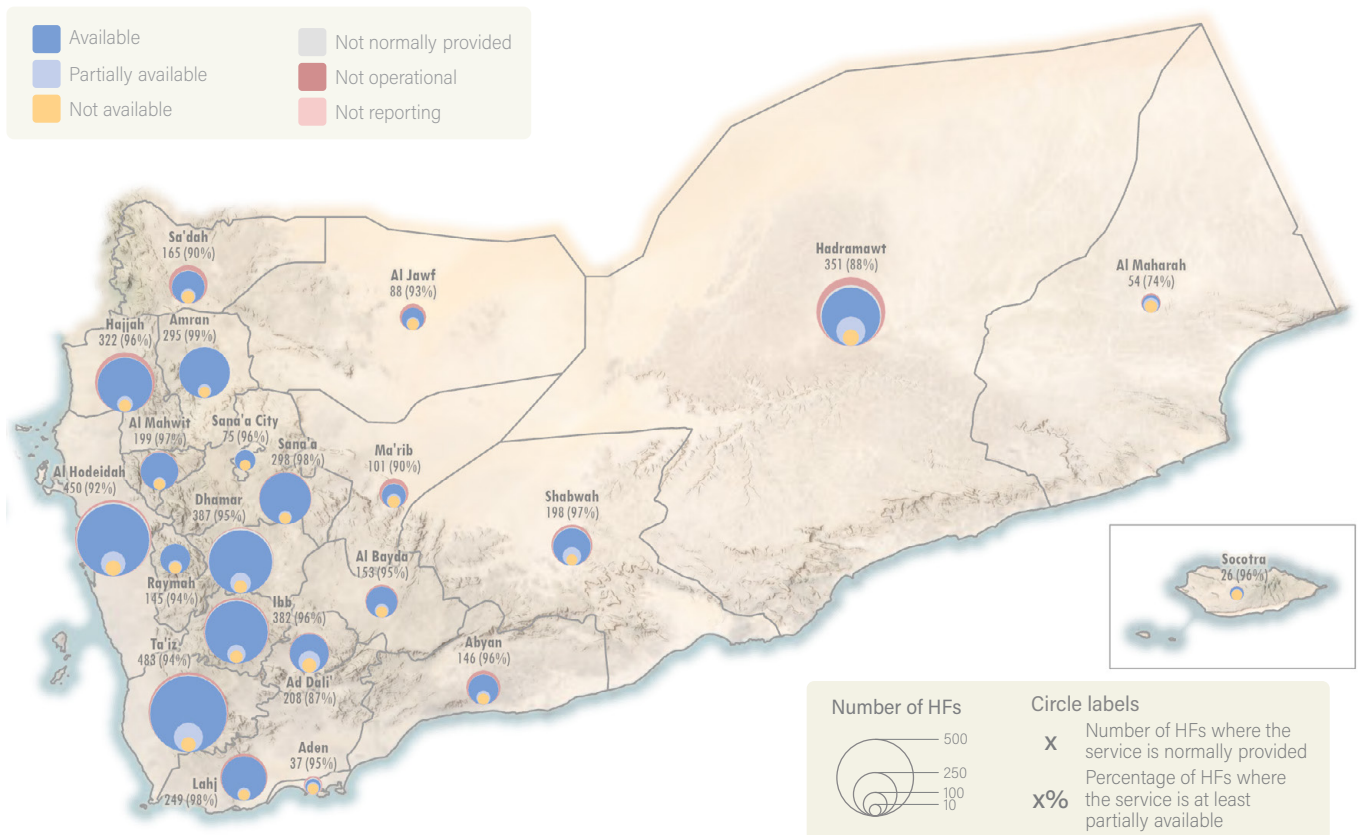 Available
Partially available
Not available
Not normally provided
Not operational
Not reporting
Sa'dah
165 (90%)
Al Jawf
88 (93%)
Hadramawt
351 (88%)
Al Maharah
54 (74%)
Hajjah
322 (96%)
Amran
295 (99%)
Al Mahwit
199 (97%)
Sana'a City
75 (96%)
Sana'a
298 (98%)
Ma'rib
101 (90%)
Al Hodeidah
450 (92%)
Dhamar
387 (95%)
Shabwah
198 (97%)
Al Bayda
153 (95%)
Raymah
145 (94%)
Ibb
382 (96%)
Socotra
26 (96%)
Ta'iz
483 (94%)
Ad Dali'
208 (87%)
Abyan
146 (96%)
Aden
37 (95%)
Lahj
249 (98%)
Number of HFs
500
250
100
10
Circle labels
x Number of HFs where the
service is normally provided
x% Percentage of HFs where
the service is at least
partially available